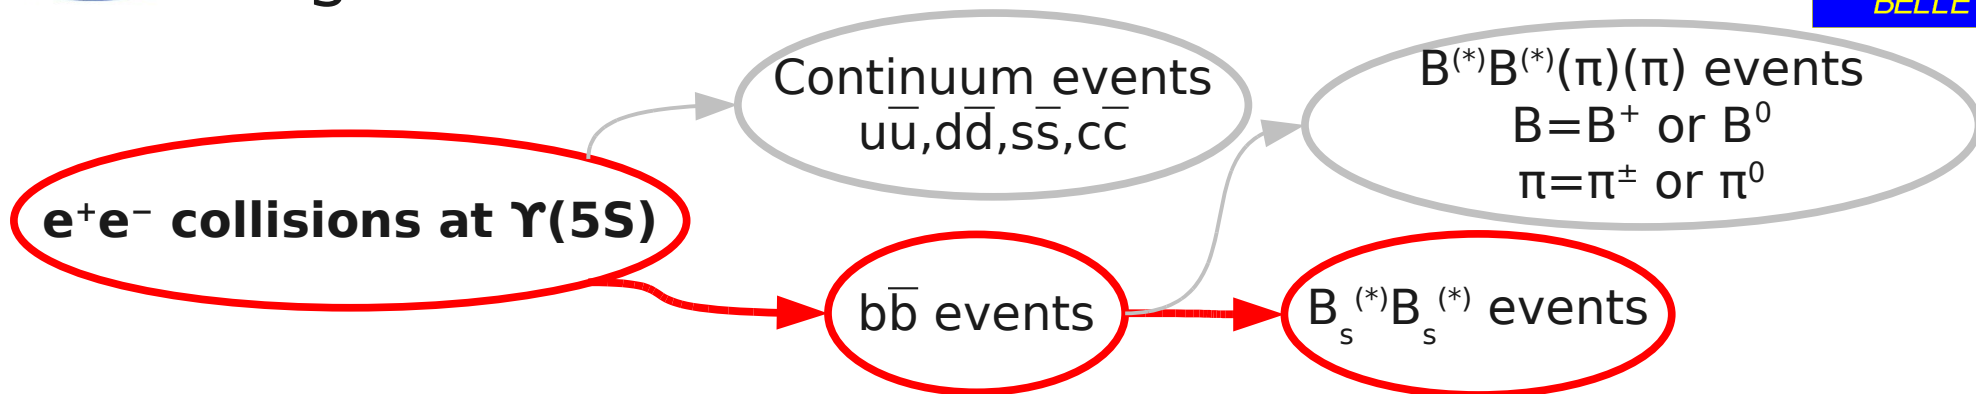 BELLE
Continuum events
uu̅,dd̅,ss̅,cc̅
B⁽*⁾B⁽*⁾(π)(π) events
B=B⁺ or B⁰
π=π± or π⁰
e⁺e⁻ collisions at ϒ(5S)
bb̅ events
Bₛ⁽*⁾Bₛ⁽*⁾ events